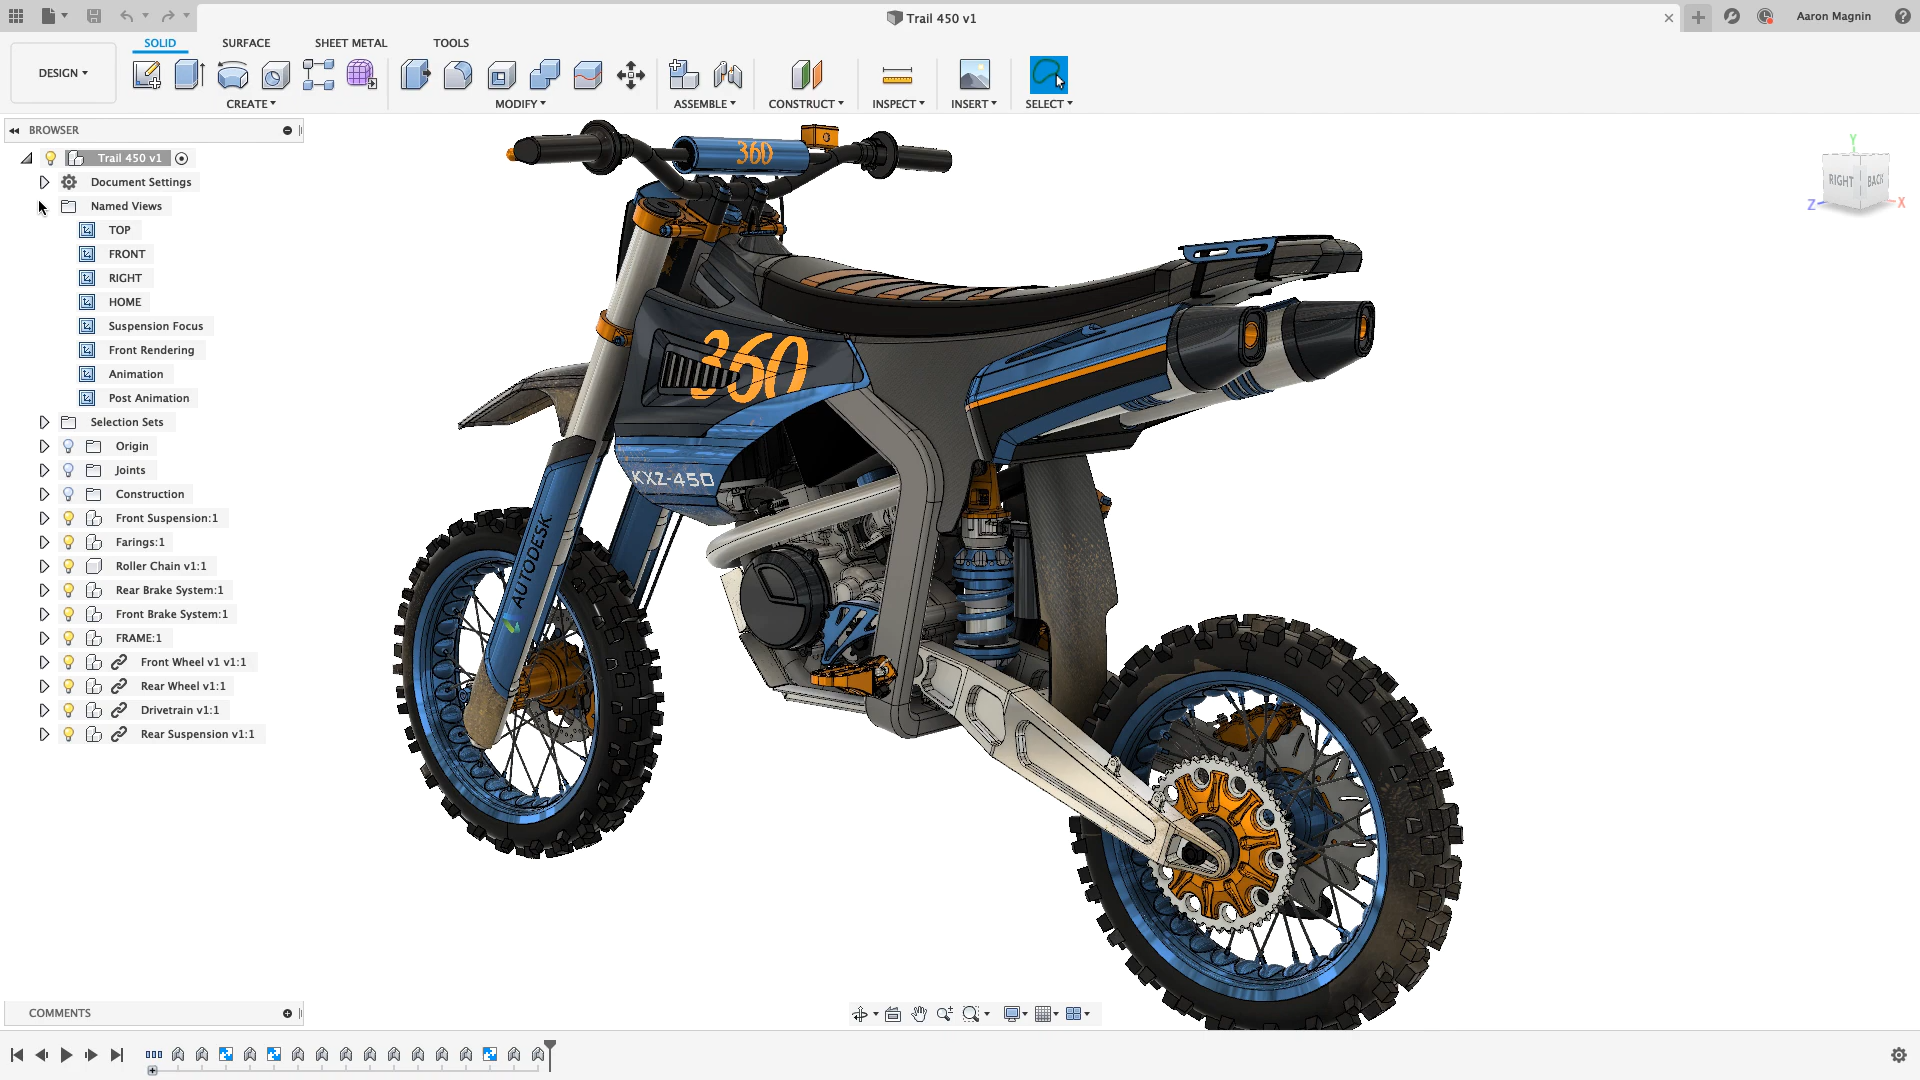 Trail 450 v1
Aaron Magnin
SOLID
SURFACE
SHEET METAL
TOOLS
DESIGN
CREATE
MODIFY
ASSEMBLE
CONSTRUCT
INSPECT
INSERT
SELECT
BROWSER
Trail 450 v1
Document Settings
Named Views
TOP
FRONT
RIGHT
HOME
Suspension Focus
Front Rendering
Animation
Post Animation
Selection Sets
Origin
Joints
Construction
Front Suspension:1
Farings:1
Roller Chain v1:1
Rear Brake System:1
Front Brake System:1
FRAME:1
Front Wheel v1 v1:1
Rear Wheel v1:1
Drivetrain v1:1
Rear Suspension v1:1
360
360
KXZ-450
AUTODESK
Y
RIGHT
BACK
Z
X
COMMENTS